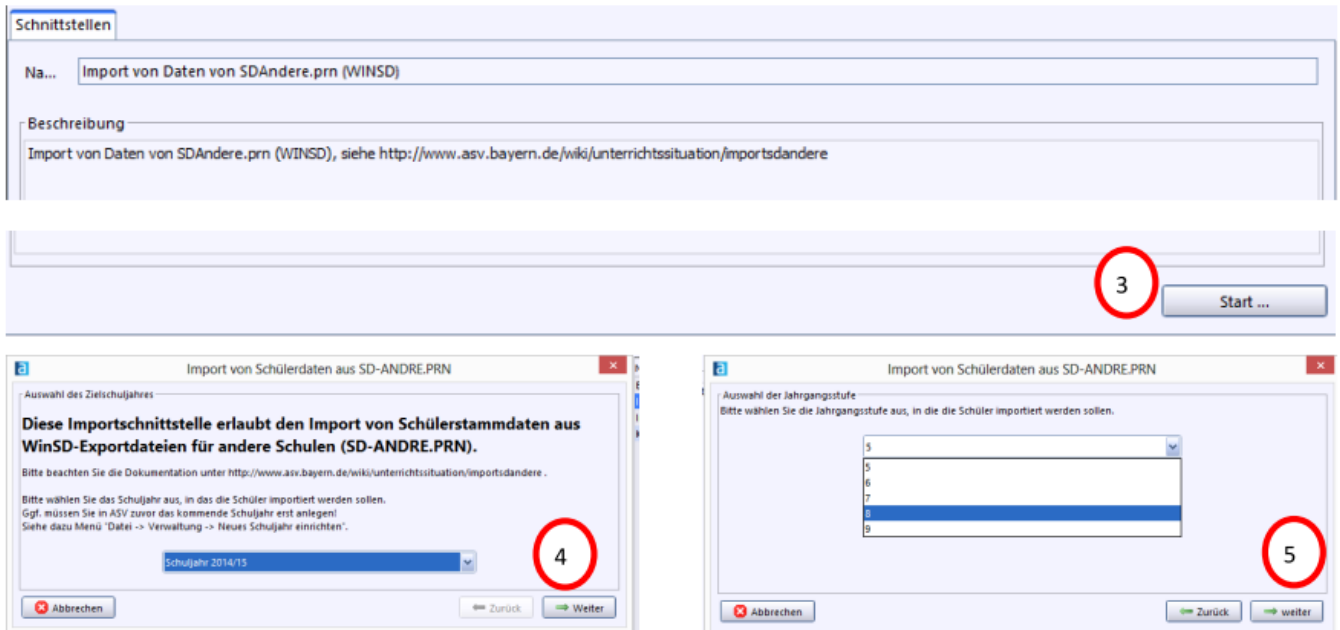 Schnittstellen
Na... Import von Daten von SDAndere.prn (WINSD)
Beschreibung
Import von Daten von SDAndere.prn (WINSD), siehe http://www.asv.bayern.de/wiki/unterrichtssituation/importsdandere
3
Start ...
Import von Schülerdaten aus SD-ANDRE.PRN
Auswahl des Zielschuljahres
Diese Importschnittstelle erlaubt den Import von Schülerstammdaten aus
WinSD-Exportdateien für andere Schulen (SD-ANDRE.PRN).
Bitte beachten Sie die Dokumentation unter http://www.asv.bayern.de/wiki/unterrichtssituation/importsdandere .
Bitte wählen Sie das Schuljahr aus, in das die Schüler importiert werden sollen.
Ggf. müssen Sie in ASV zuvor das kommende Schuljahr erst anlegen!
Siehe dazu Menü 'Datei -> Verwaltung -> Neues Schuljahr einrichten'.
Schuljahr 2014/15
4
Abbrechen Zurück Weiter
Import von Schülerdaten aus SD-ANDRE.PRN
Auswahl der Jahrgangsstufe
Bitte wählen Sie die Jahrgangsstufe aus, in die die Schüler importiert werden sollen.
5
5
6
7
8
9
5
Abbrechen Zurück weiter